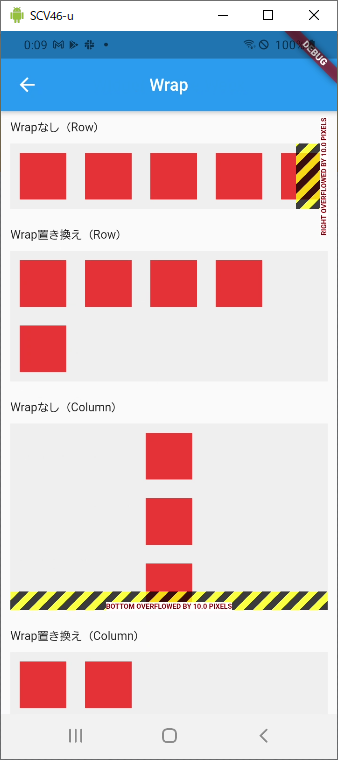 SCV46-u
0:09
100%
DEBUG
Wrap
Wrapなし（Row）
RIGHT OVERFLOWED BY 10.0 PIXELS
Wrap置き換え（Row）
Wrapなし（Column）
BOTTOM OVERFLOWED BY 10.0 PIXELS
Wrap置き換え（Column）